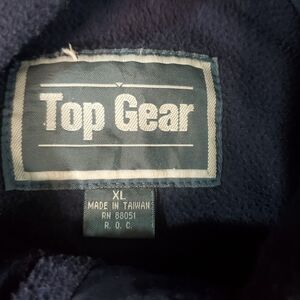 Top Gear
XL
MADE IN TAIWAN
RN 88051
R. O. C.